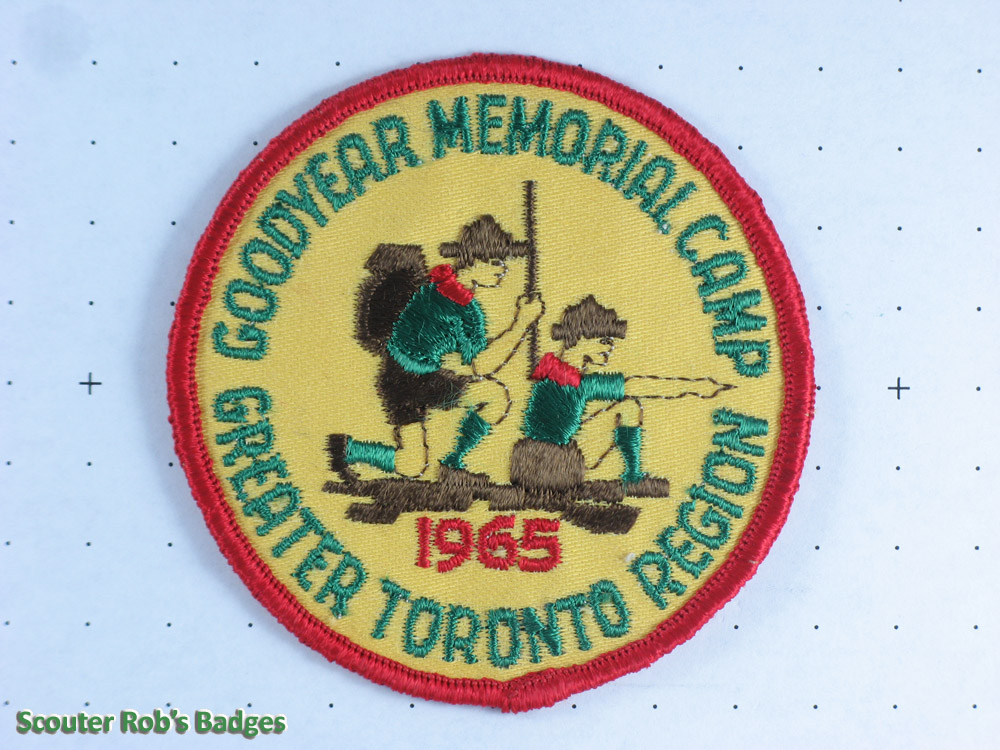 GOODYEAR MEMORIAL CAMP
1965
GREATER TORONTO REGION
Scouter Rob's Badges